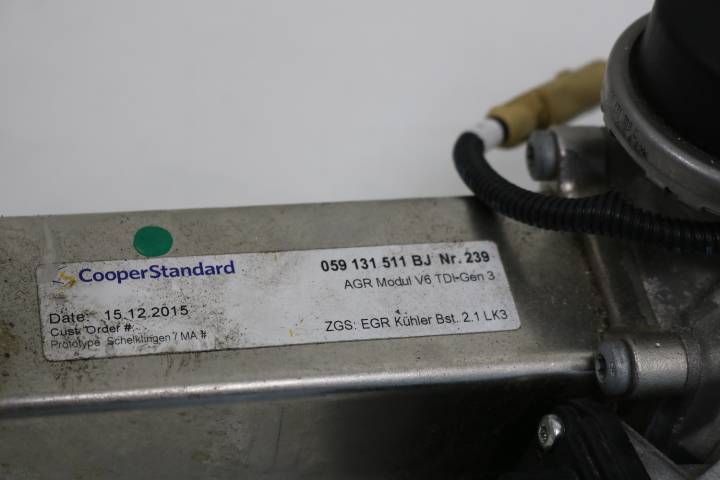 CooperStandard
059 131 511 BJ Nr. 239
AGR Modul V6 TDI-Gen 3
Date: 15.12.2015
Cust. Order #:
Prototype Schelklingen / MA #
ZGS: EGR Kühler Bst. 2.1 LK3